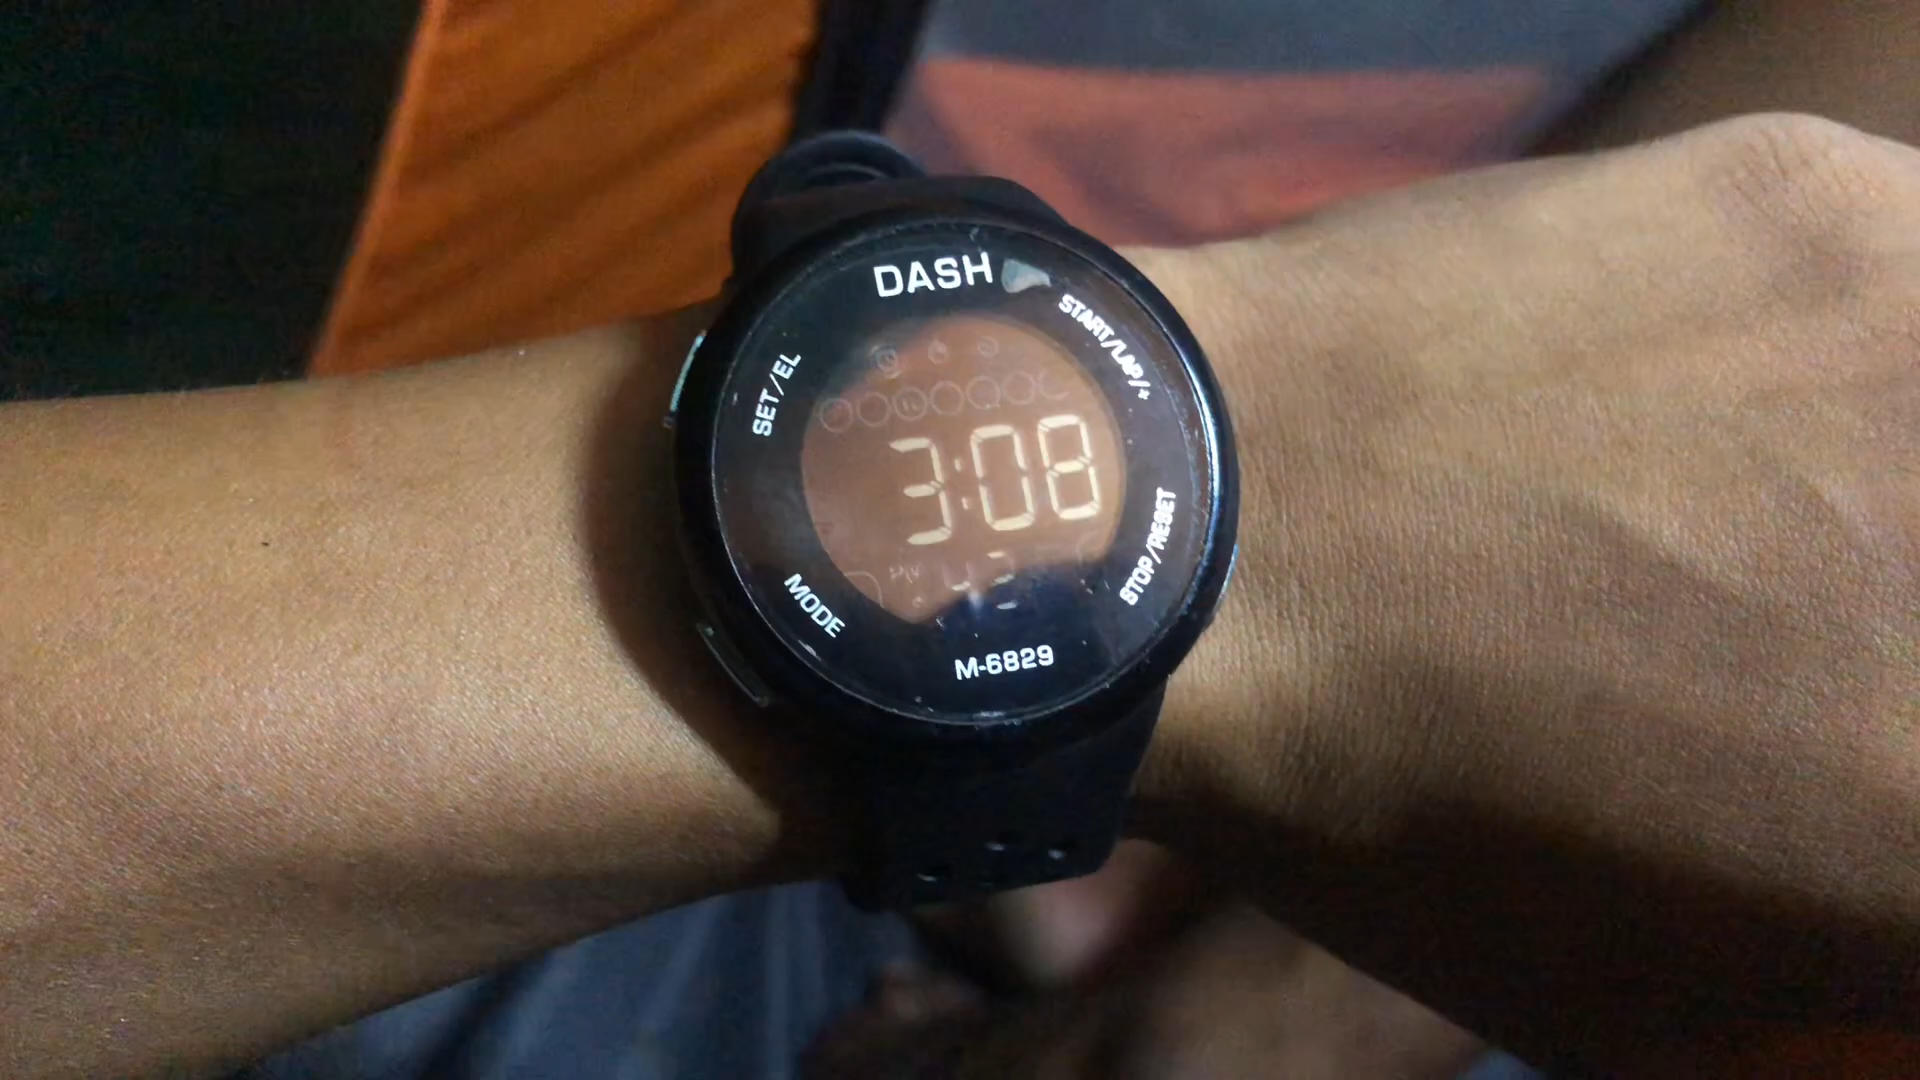 DASH
START/LAP/+
SET/EL
3:08
STOP/RESET
MODE
M-6829